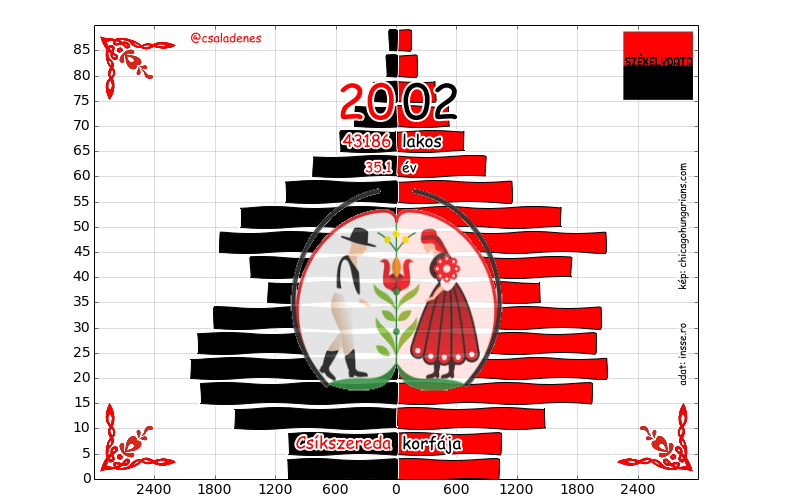 @csaladenes
SZÉKELYDATA
2002
43186 lakos
35.1 év
kép: chicagohungarians.com
adat: insse.ro
Csíkszereda korfája
85
80
75
70
65
60
55
50
45
40
35
30
25
20
15
10
5
0
2400 1800 1200 600 0 600 1200 1800 2400